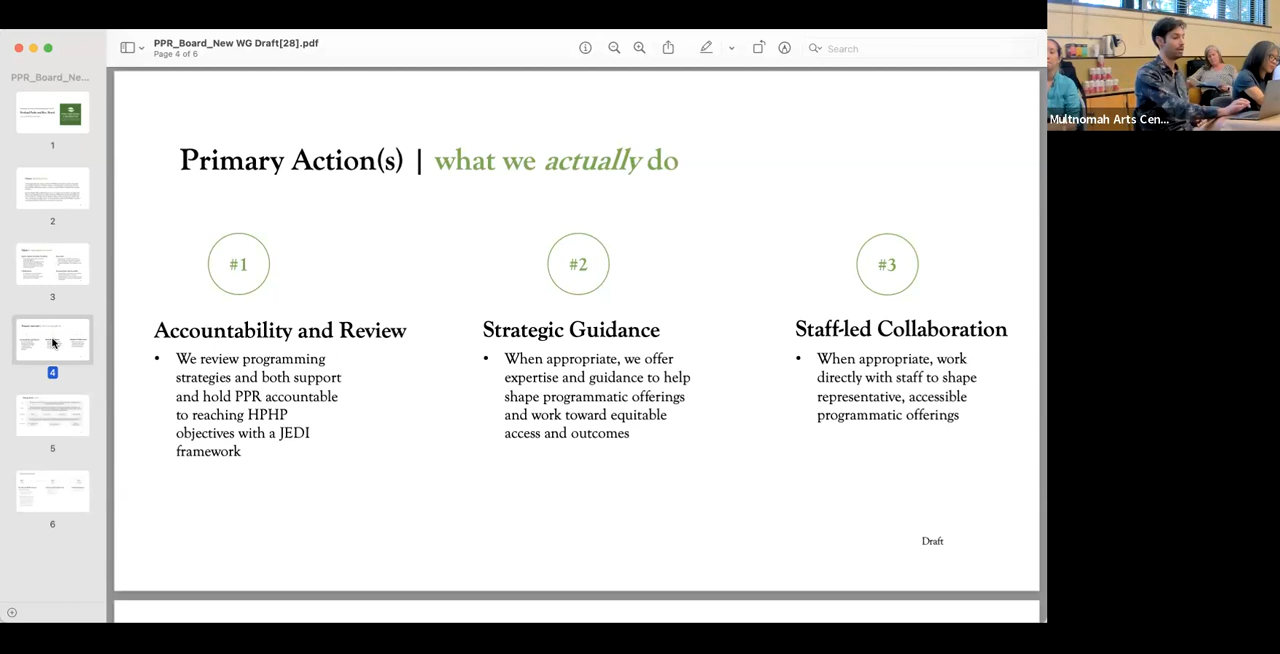 PPR_Board_New WG Draft[28].pdf
Page 4 of 6
Search
PPR_Board_Ne...
1
2
3
4
5
6
Primary Action(s) | what we actually do
#1
Accountability and Review
• We review programming
strategies and both support
and hold PPR accountable
to reaching HPHP
objectives with a JEDI
framework
#2
Strategic Guidance
• When appropriate, we offer
expertise and guidance to help
shape programmatic offerings
and work toward equitable
access and outcomes
#3
Staff-led Collaboration
• When appropriate, work
directly with staff to shape
representative, accessible
programmatic offerings
Draft
Multnomah Arts Cen...